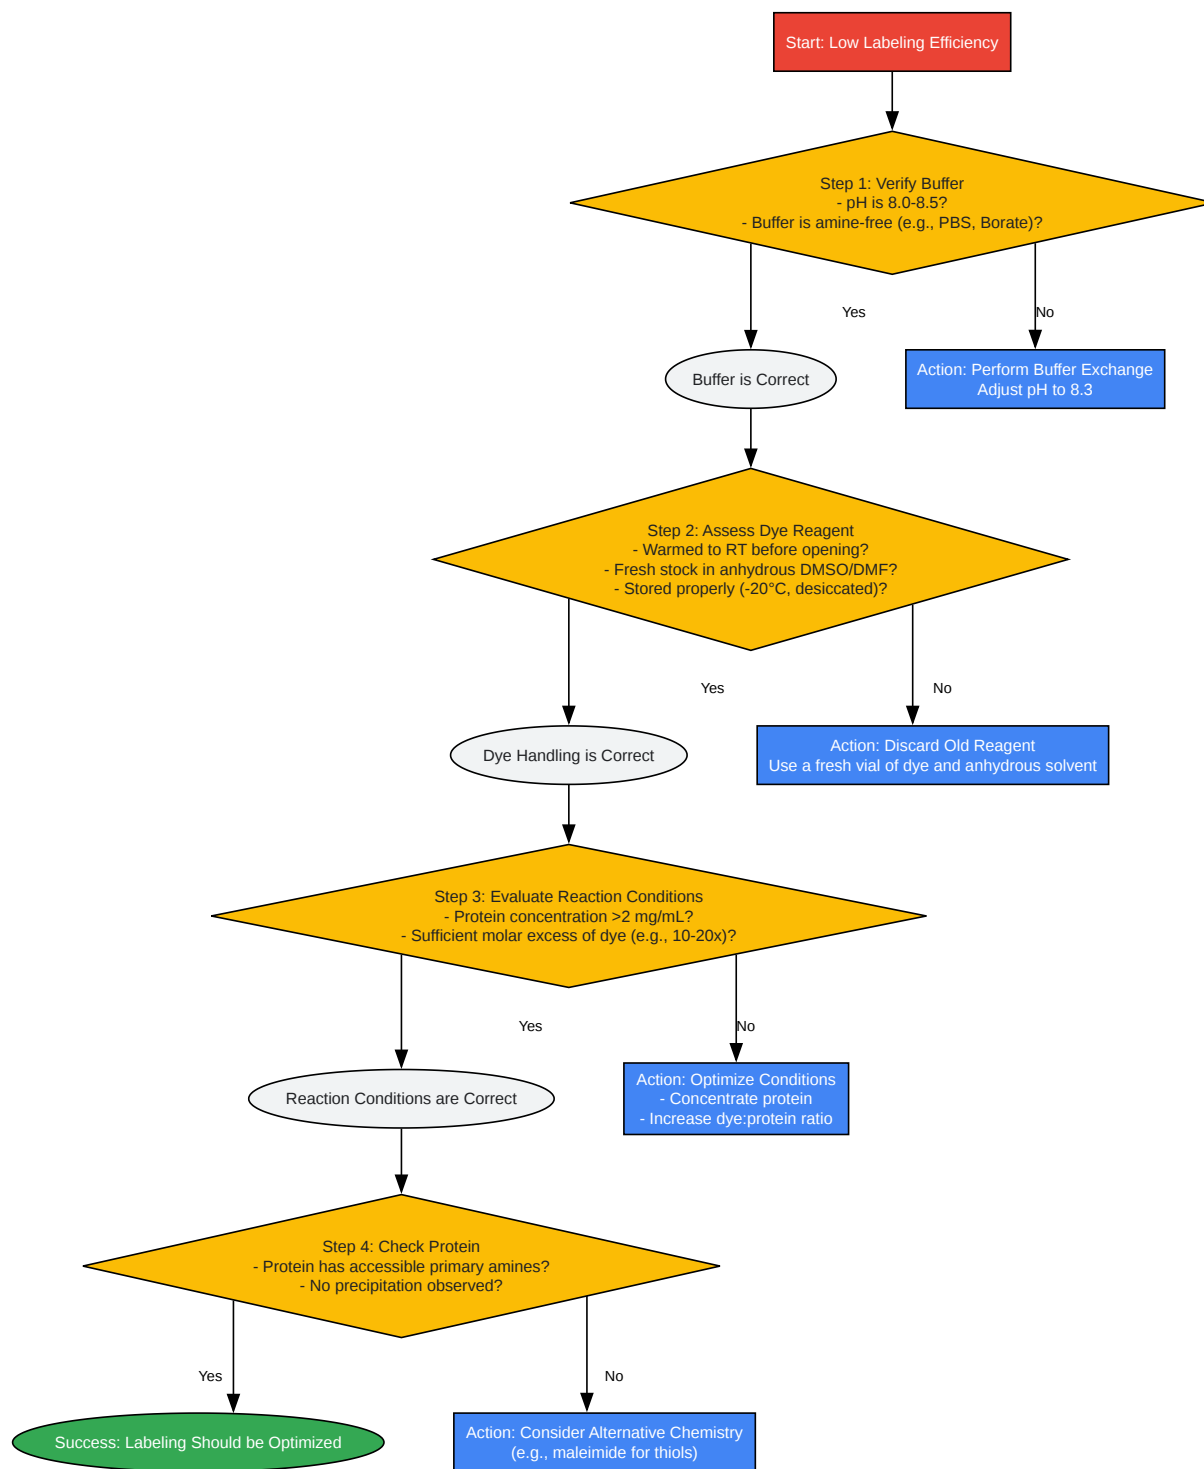 Start: Low Labeling Efficiency
Step 1: Verify Buffer
- pH is 8.0-8.5?
- Buffer is amine-free (e.g., PBS, Borate)?
Yes
No
Buffer is Correct
Action: Perform Buffer Exchange
Adjust pH to 8.3
Step 2: Assess Dye Reagent
- Warmed to RT before opening?
- Fresh stock in anhydrous DMSO/DMF?
- Stored properly (-20°C, desiccated)?
Yes
No
Dye Handling is Correct
Action: Discard Old Reagent
Use a fresh vial of dye and anhydrous solvent
Step 3: Evaluate Reaction Conditions
- Protein concentration >2 mg/mL?
- Sufficient molar excess of dye (e.g., 10-20x)?
Yes
No
Reaction Conditions are Correct
Action: Optimize Conditions
- Concentrate protein
- Increase dye:protein ratio
Step 4: Check Protein
- Protein has accessible primary amines?
- No precipitation observed?
Yes
No
Success: Labeling Should be Optimized
Action: Consider Alternative Chemistry
(e.g., maleimide for thiols)